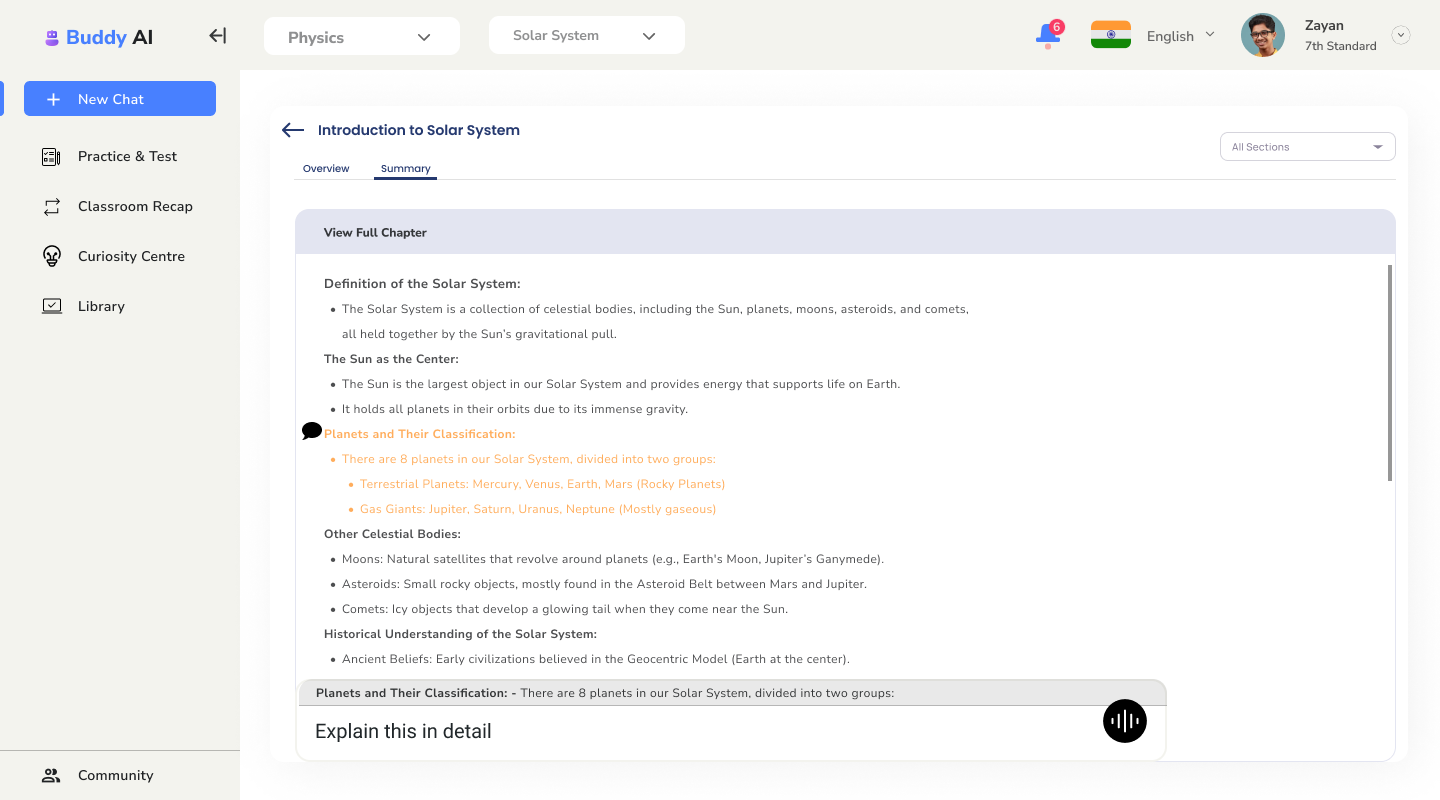 Buddy AI
Physics
Solar System
6
English
Zayan
7th Standard
New Chat
Practice & Test
Classroom Recap
Curiosity Centre
Library
Community
Introduction to Solar System
All Sections
Overview
Summary
View Full Chapter
Definition of the Solar System:
• The Solar System is a collection of celestial bodies, including the Sun, planets, moons, asteroids, and comets,
all held together by the Sun’s gravitational pull.
The Sun as the Center:
• The Sun is the largest object in our Solar System and provides energy that supports life on Earth.
• It holds all planets in their orbits due to its immense gravity.
Planets and Their Classification:
• There are 8 planets in our Solar System, divided into two groups:
• Terrestrial Planets: Mercury, Venus, Earth, Mars (Rocky Planets)
• Gas Giants: Jupiter, Saturn, Uranus, Neptune (Mostly gaseous)
Other Celestial Bodies:
• Moons: Natural satellites that revolve around planets (e.g., Earth's Moon, Jupiter’s Ganymede).
• Asteroids: Small rocky objects, mostly found in the Asteroid Belt between Mars and Jupiter.
• Comets: Icy objects that develop a glowing tail when they come near the Sun.
Historical Understanding of the Solar System:
• Ancient Beliefs: Early civilizations believed in the Geocentric Model (Earth at the center).
Planets and Their Classification: - There are 8 planets in our Solar System, divided into two groups:
Explain this in detail